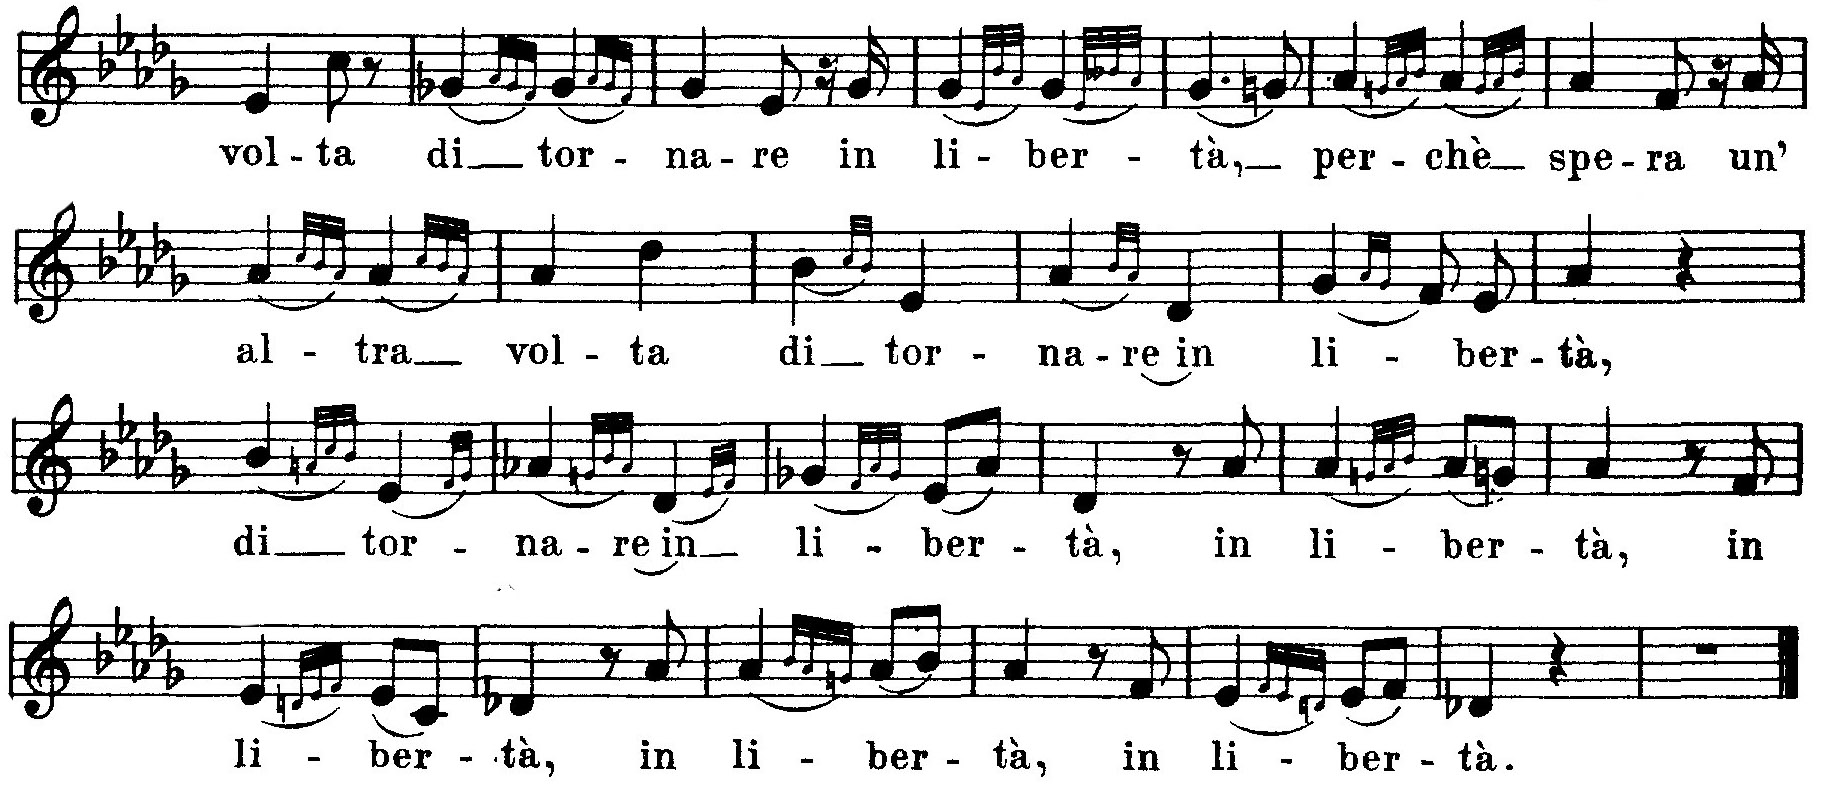 vol - ta di tor - na - re in li - ber - tà, per - chè spe - ra un'
al - tra vol - ta di tor - na - re in li - ber - tà,
di tor - na - re in li - ber - tà, in li - ber - tà, in
li - ber - tà, in li - ber - tà, in li - ber - tà.